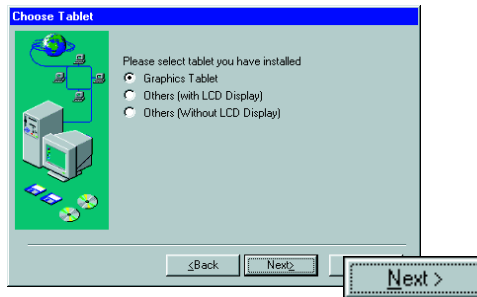 Choose Tablet
Please select tablet you have installed
Graphics Tablet
Others (with LCD Display)
Others (Without LCD Display)
<Back
Next>
Next >